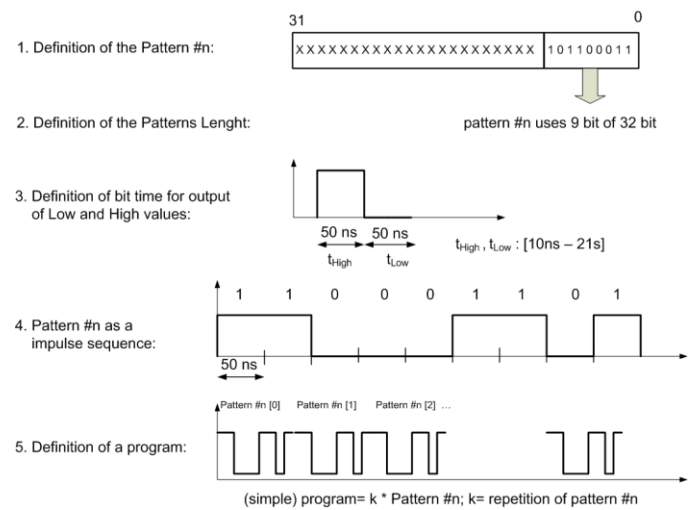 31 0
1. Definition of the Pattern #n:
XXXXXXXXXXXXXXXXXXXXXXX 101100011
2. Definition of the Patterns Lenght:
pattern #n uses 9 bit of 32 bit
3. Definition of bit time for output
of Low and High values:
50 ns 50 ns
tHigh tLow
tHigh , tLow : [10ns – 21s]
1 1 0 0 0 1 1 0 1
4. Pattern #n as a
impulse sequence:
50 ns
Pattern #n [0] Pattern #n [1] Pattern #n [2] ...
5. Definition of a program:
(simple) program= k * Pattern #n; k= repetition of pattern #n